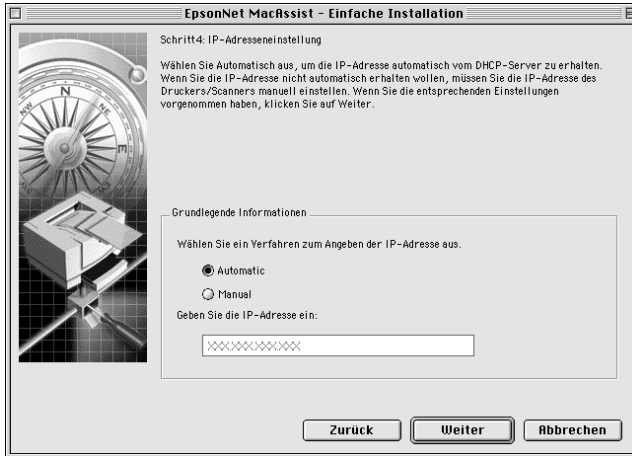 EpsonNet MacAssist - Einfache Installation
Schritt4: IP-Adresseneinstellung
Wählen Sie Automatisch aus, um die IP-Adresse automatisch vom DHCP-Server zu erhalten.
Wenn Sie die IP-Adresse nicht automatisch erhalten wollen, müssen Sie die IP-Adresse des
Druckers/Scanners manuell einstellen. Wenn Sie die entsprechenden Einstellungen
vorgenommen haben, klicken Sie auf Weiter.
Grundlegende Informationen
Wählen Sie ein Verfahren zum Angeben der IP-Adresse aus.
Automatic
Manual
Geben Sie die IP-Adresse ein:
XXX.XXX.XXX.XXX
Zurück
Weiter
Abbrechen
N
NE
E
NW